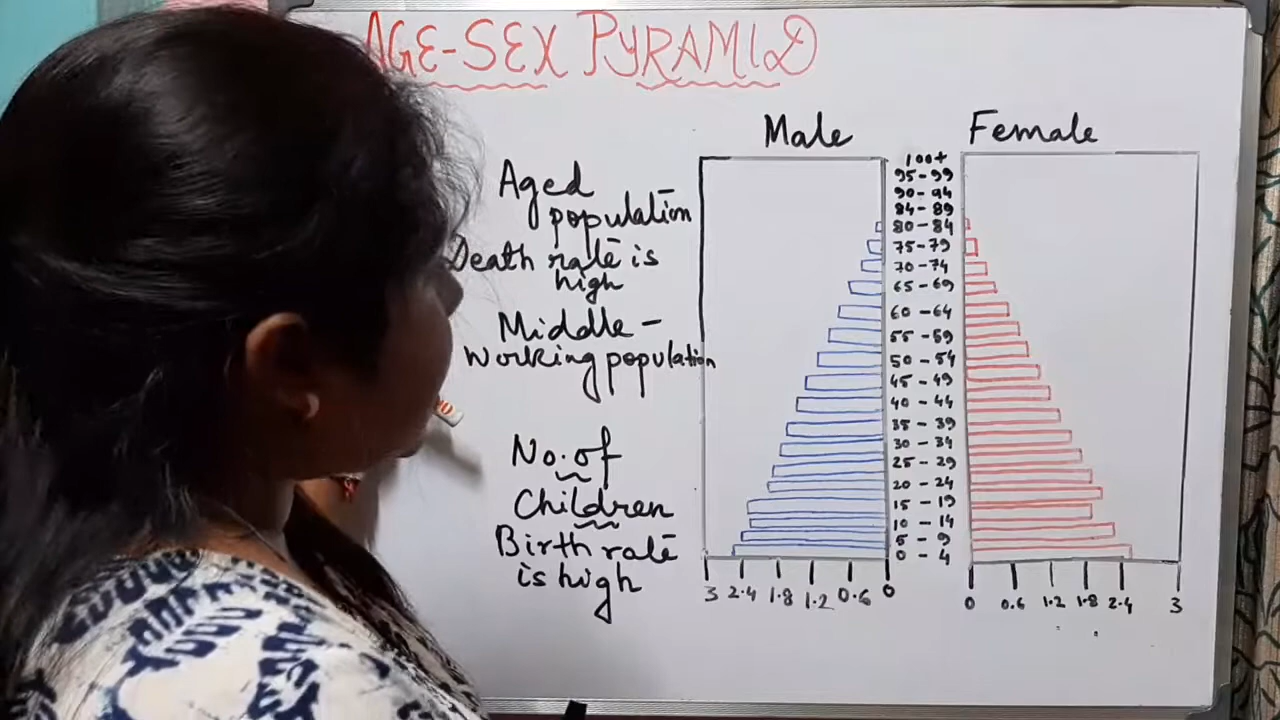 AGE-SEX PYRAMID
Male
Female
Aged
population
Death rate is
high
Middle -
Working population
No. of
Children
Birth rate
is high
100+
95-99
90-94
84-89
80-84
75-79
70-74
65-69
60-64
55-59
50-54
45-49
40-44
35-39
30-34
25-29
20-24
15-19
10-14
5-9
0-4
3 2.4 1.8 1.2 0.6 0
0 0.6 1.2 1.8 2.4 3